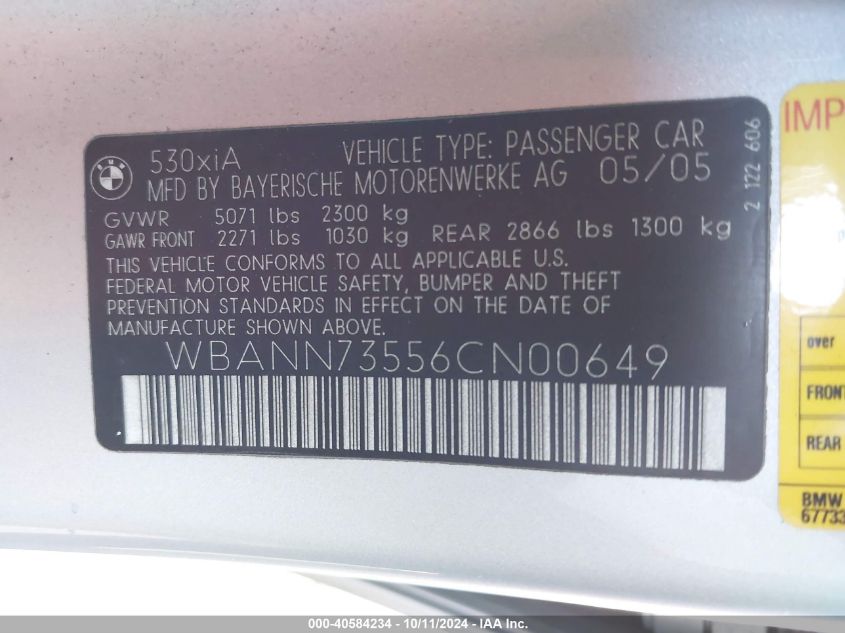 BMW
530xiA VEHICLE TYPE: PASSENGER CAR
MFD BY BAYERISCHE MOTORENWERKE AG 05/05
GVWR 5071 lbs 2300 kg
GAWR FRONT 2271 lbs 1030 kg REAR 2866 lbs 1300 kg
THIS VEHICLE CONFORMS TO ALL APPLICABLE U.S.
FEDERAL MOTOR VEHICLE SAFETY, BUMPER AND THEFT
PREVENTION STANDARDS IN EFFECT ON THE DATE OF
MANUFACTURE SHOWN ABOVE.
WBANN73556CN00649
2 122 606
IMP
over
FRONT
REAR
BMW
67733
000-40584234 - 10/11/2024 - IAA